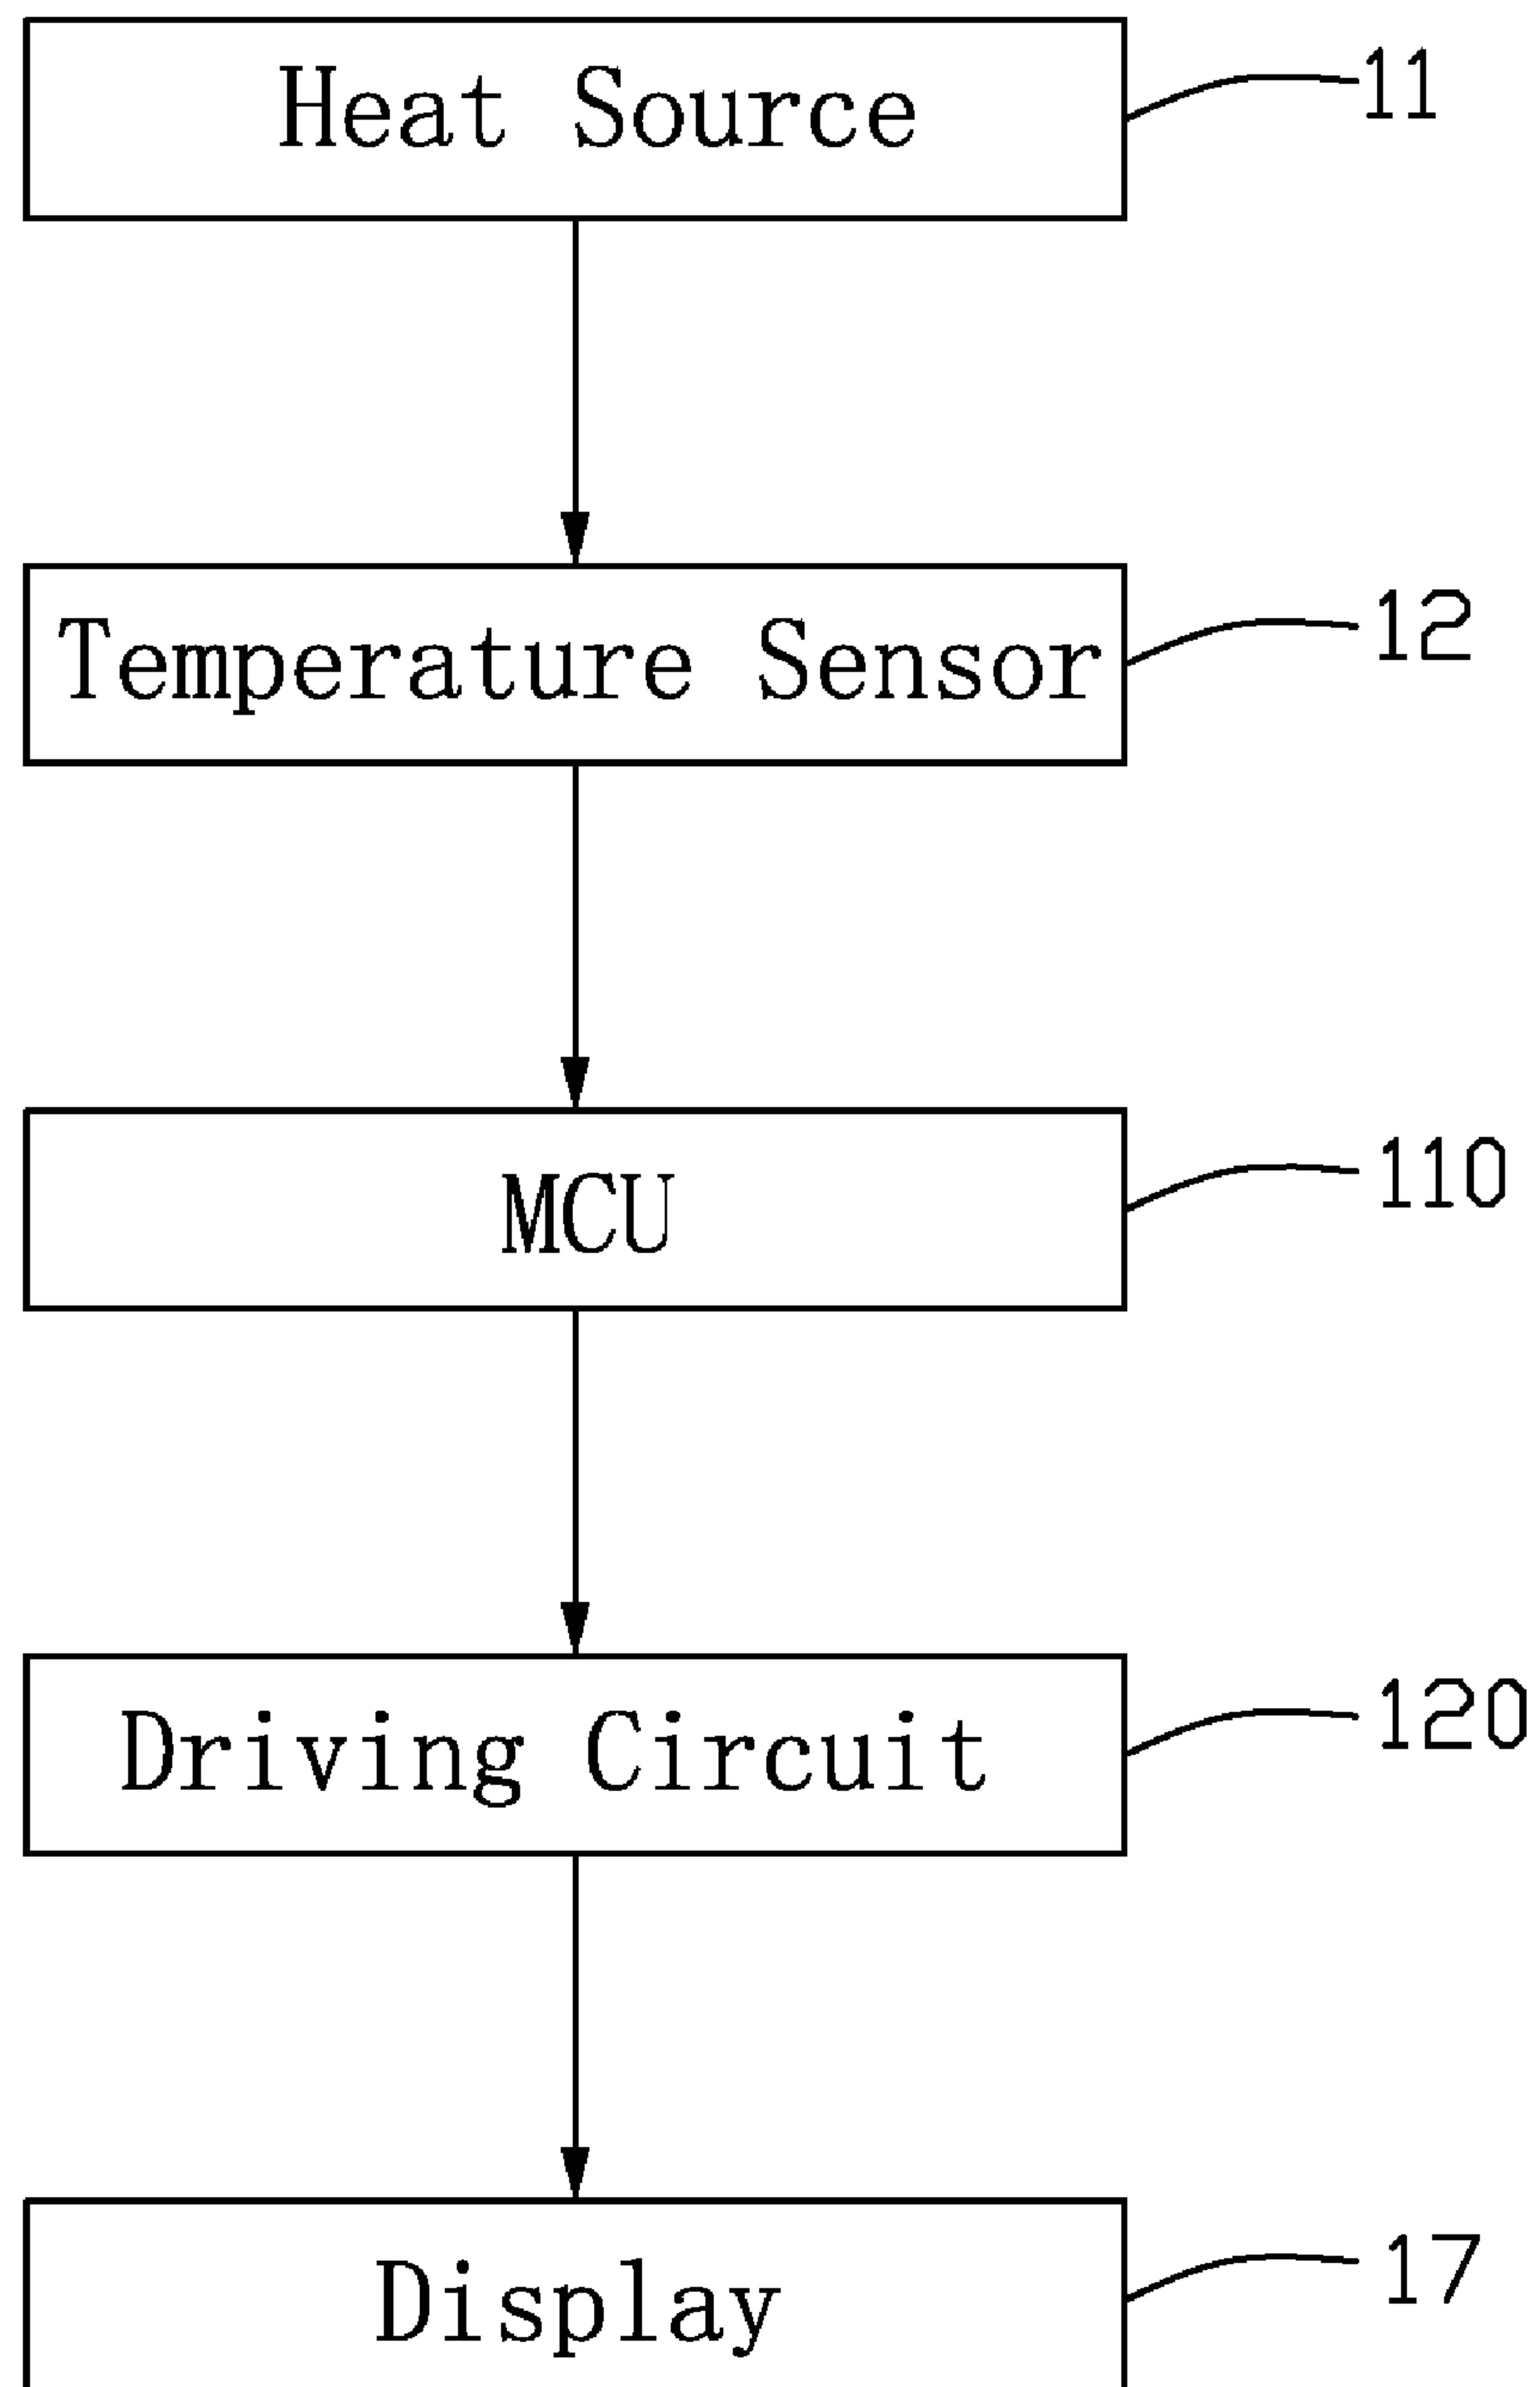 Heat Source 11
Temperature Sensor 12
MCU 110
Driving Circuit 120
Display 17